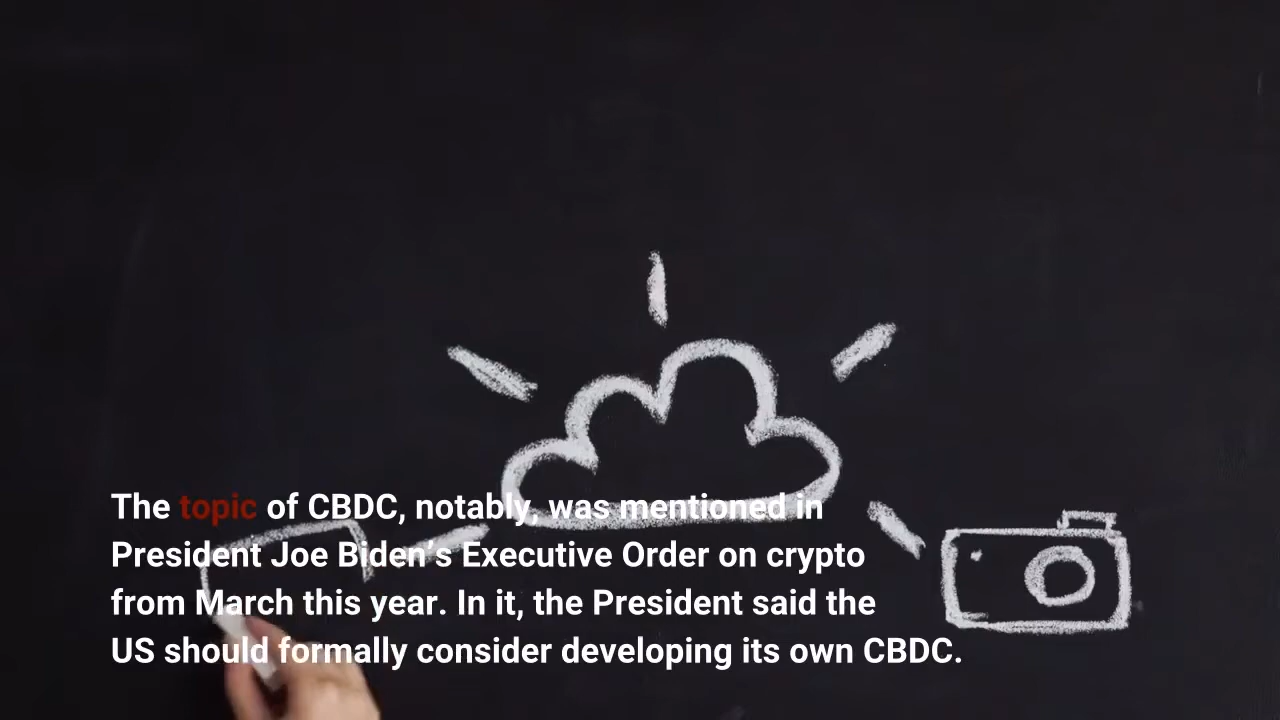 The topic of CBDC, notably, was mentioned in
President Joe Biden’s Executive Order on crypto
from March this year. In it, the President said the
US should formally consider developing its own CBDC.